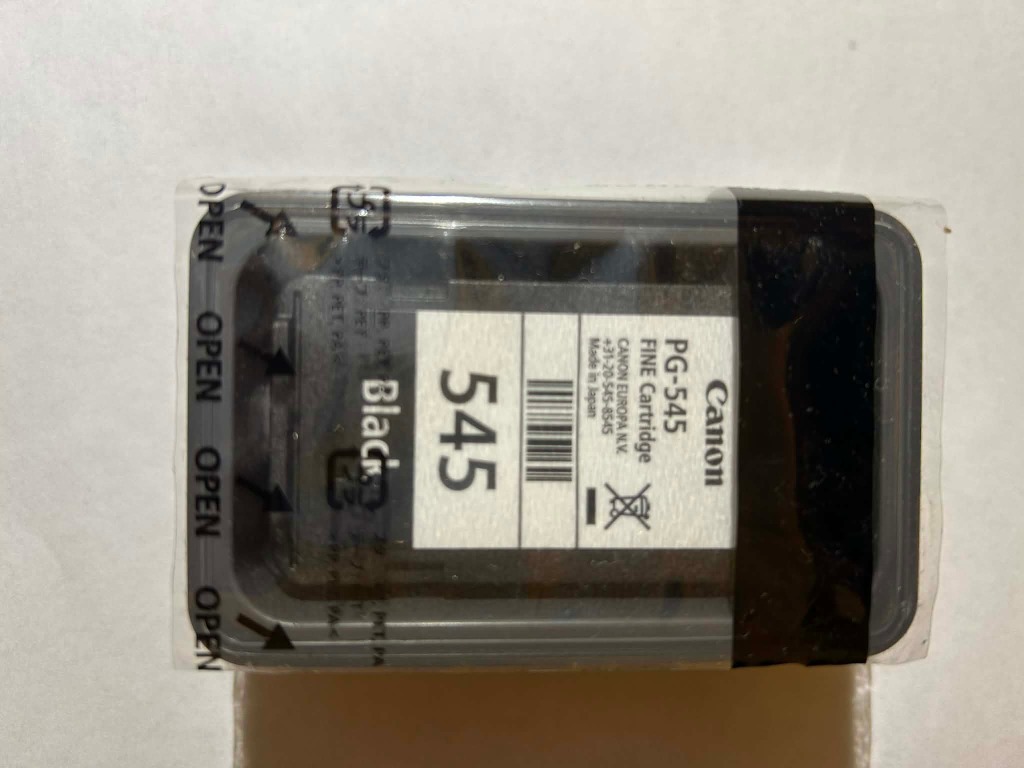 Canon
PG-545
FINE Cartridge
CANON EUROPA N.V.
+31-20-545-8545
Made in Japan
545
Black
OPEN OPEN OPEN OPEN